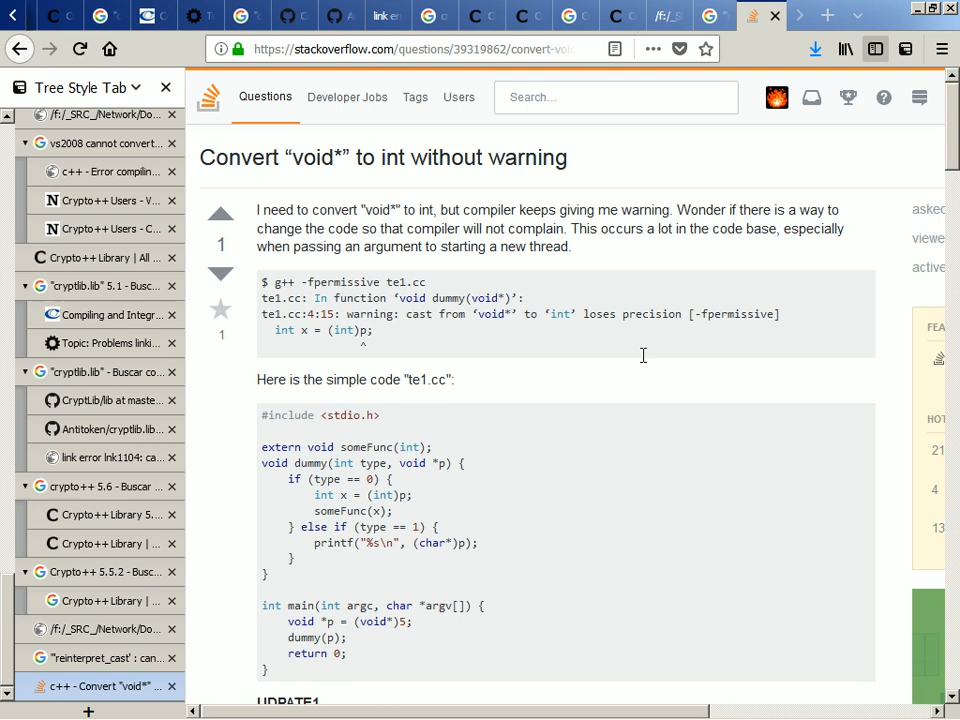 C
"c
C
link er
o
C
C
C
C
/f:/_S
"
https://stackoverflow.com/questions/39319862/convert-voi
Tree Style Tab
/f:/_SRC_/Network/Do...
vs2008 cannot convert...
c++ - Error compilin...
Crypto++ Users - V...
Crypto++ Users - C...
Crypto++ Library | All ...
"cryptlib.lib" 5.1 - Busc...
Compiling and Integr...
Topic: Problems linki...
"cryptlib.lib" - Buscar co...
CryptLib/lib at maste...
Antitoken/cryptlib.lib...
link error lnk1104: ca...
crypto++ 5.6 - Buscar ...
Crypto++ Library 5....
Crypto++ Library | ...
Crypto++ 5.5.2 - Busc...
Crypto++ Library | ...
/f:/_SRC_/Network/Do...
"'reinterpret_cast' : can...
c++ - Convert "void*" ...
Questions Developer Jobs Tags Users Search...
Convert “void*” to int without warning
1
1
I need to convert "void*" to int, but compiler keeps giving me warning. Wonder if there is a way to
change the code so that compiler will not complain. This occurs a lot in the code base, especially
when passing an argument to starting a new thread.
$ g++ -fpermissive te1.cc
te1.cc: In function ‘void dummy(void*)’:
te1.cc:4:15: warning: cast from ‘void*’ to ‘int’ loses precision [-fpermissive]
int x = (int)p;
^
Here is the simple code "te1.cc":
#include <stdio.h>
extern void someFunc(int);
void dummy(int type, void *p) {
if (type == 0) {
int x = (int)p;
someFunc(x);
} else if (type == 1) {
printf("%s\n", (char*)p);
}
}
int main(int argc, char *argv[]) {
void *p = (void*)5;
dummy(p);
return 0;
}
UPDATE1
asked
viewe
active
FEA
HOT
21
4
13